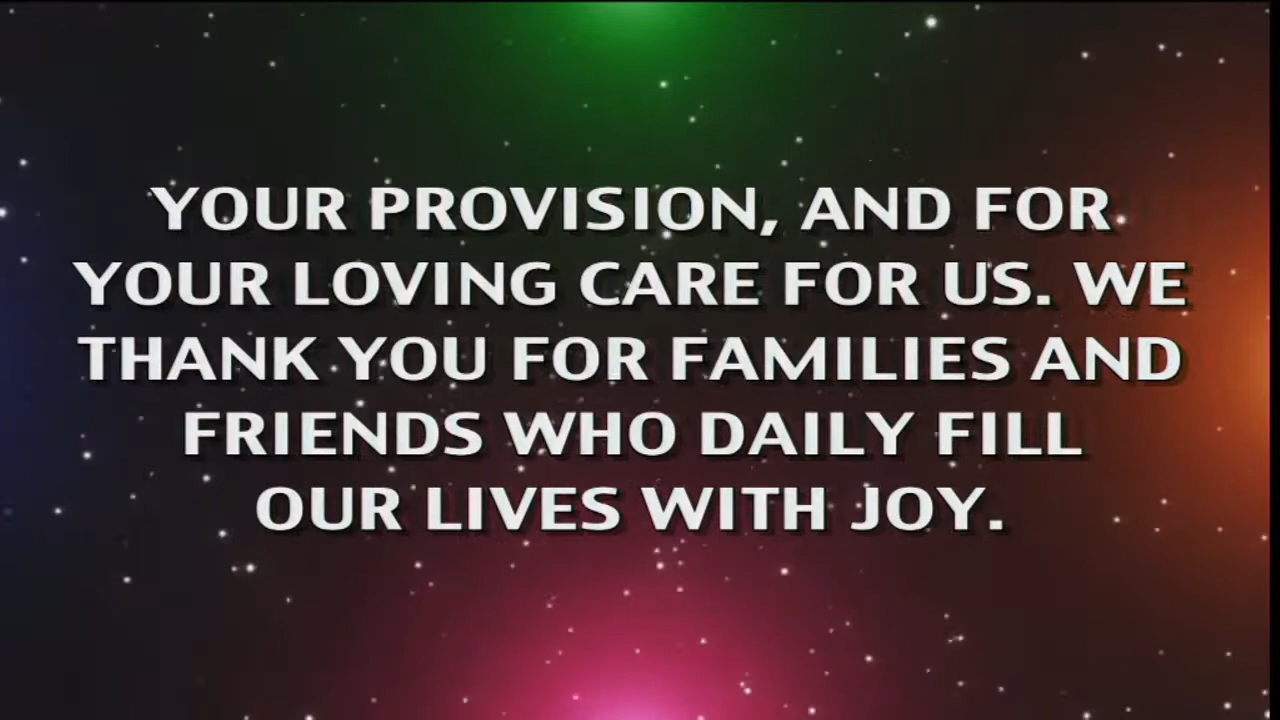 YOUR PROVISION, AND FOR
YOUR LOVING CARE FOR US. WE
THANK YOU FOR FAMILIES AND
FRIENDS WHO DAILY FILL
OUR LIVES WITH JOY.